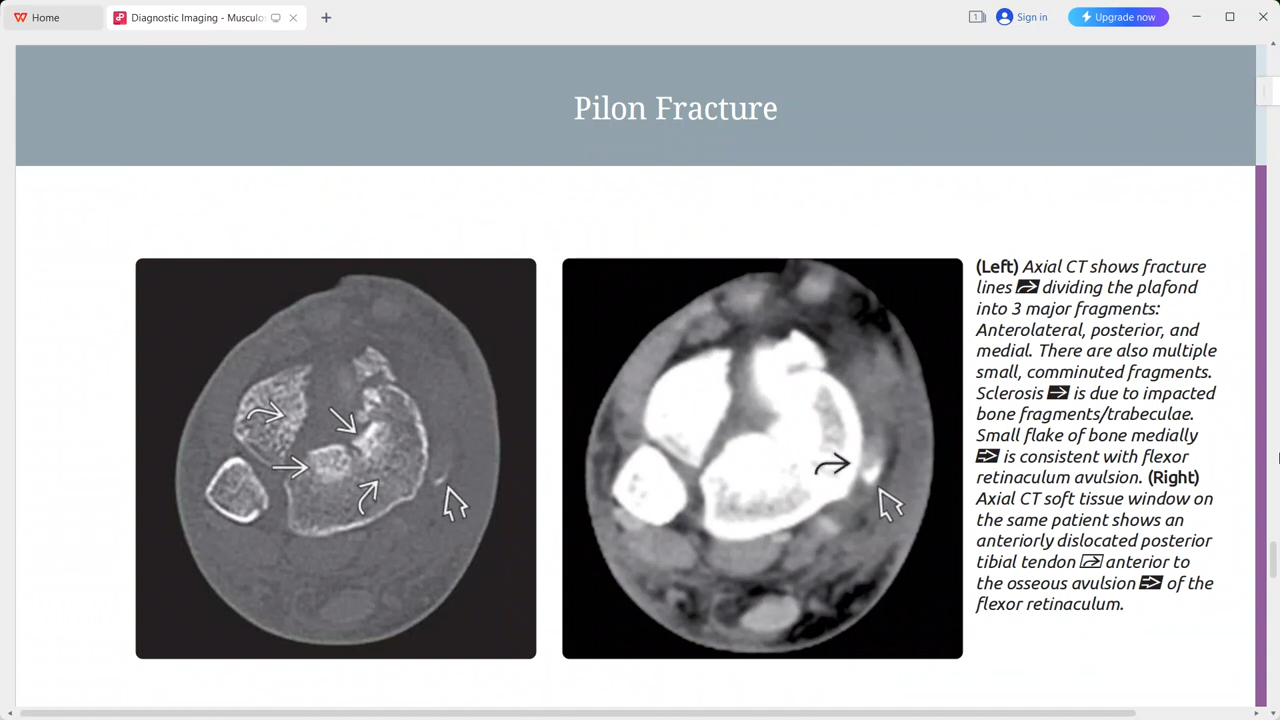 Home
Diagnostic Imaging - Musculos
1
Sign in
Upgrade now
Pilon Fracture
(Left) Axial CT shows fracture
lines dividing the plafond
into 3 major fragments:
Anterolateral, posterior, and
medial. There are also multiple
small, comminuted fragments.
Sclerosis is due to impacted
bone fragments/trabeculae.
Small flake of bone medially
is consistent with flexor
retinaculum avulsion. (Right)
Axial CT soft tissue window on
the same patient shows an
anteriorly dislocated posterior
tibial tendon anterior to
the osseous avulsion of the
flexor retinaculum.